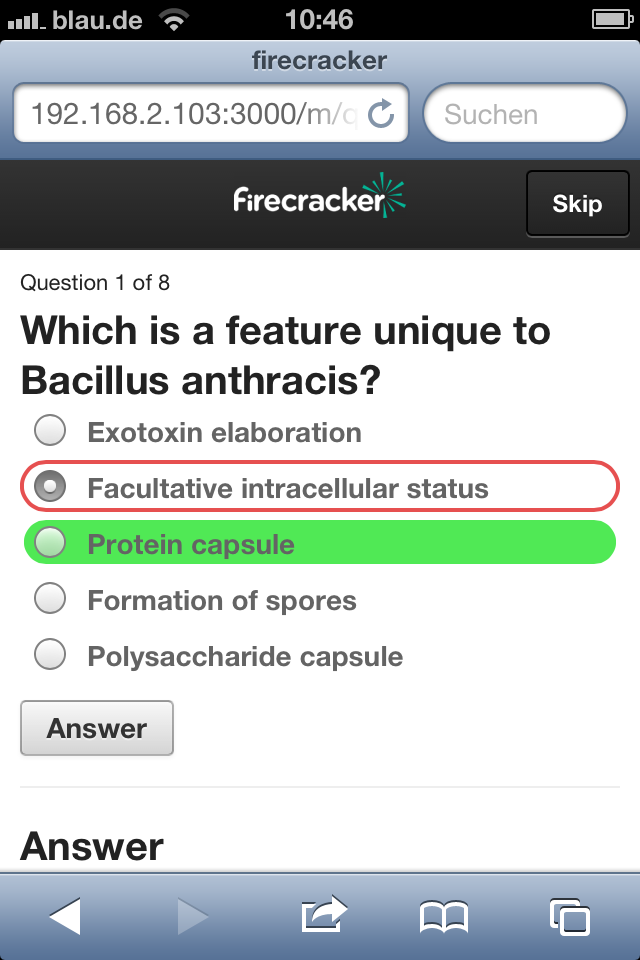 blau.de 10:46
firecracker
192.168.2.103:3000/m/q Suchen
firecracker Skip
Question 1 of 8
Which is a feature unique to
Bacillus anthracis?
Exotoxin elaboration
Facultative intracellular status
Protein capsule
Formation of spores
Polysaccharide capsule
Answer
Answer